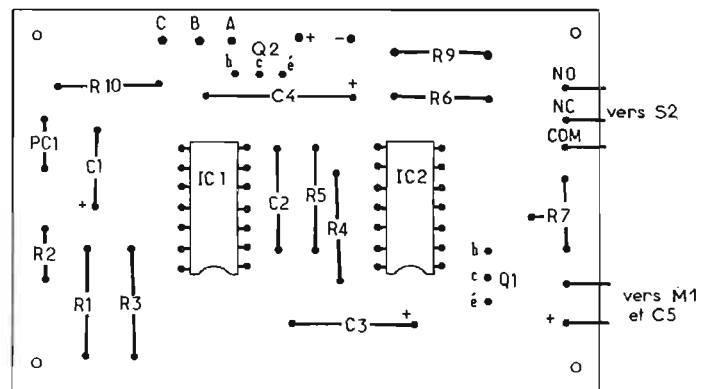 C B A
Q2
+ -
b c é
R9
R10
C4 +
R6
NO
NC
COM
vers S2
PC1
C1
+
IC1
C2
R5
R4
IC2
R7
R2
R1
R3
b
c Q1
é
C3 +
vers M1
et C5
+